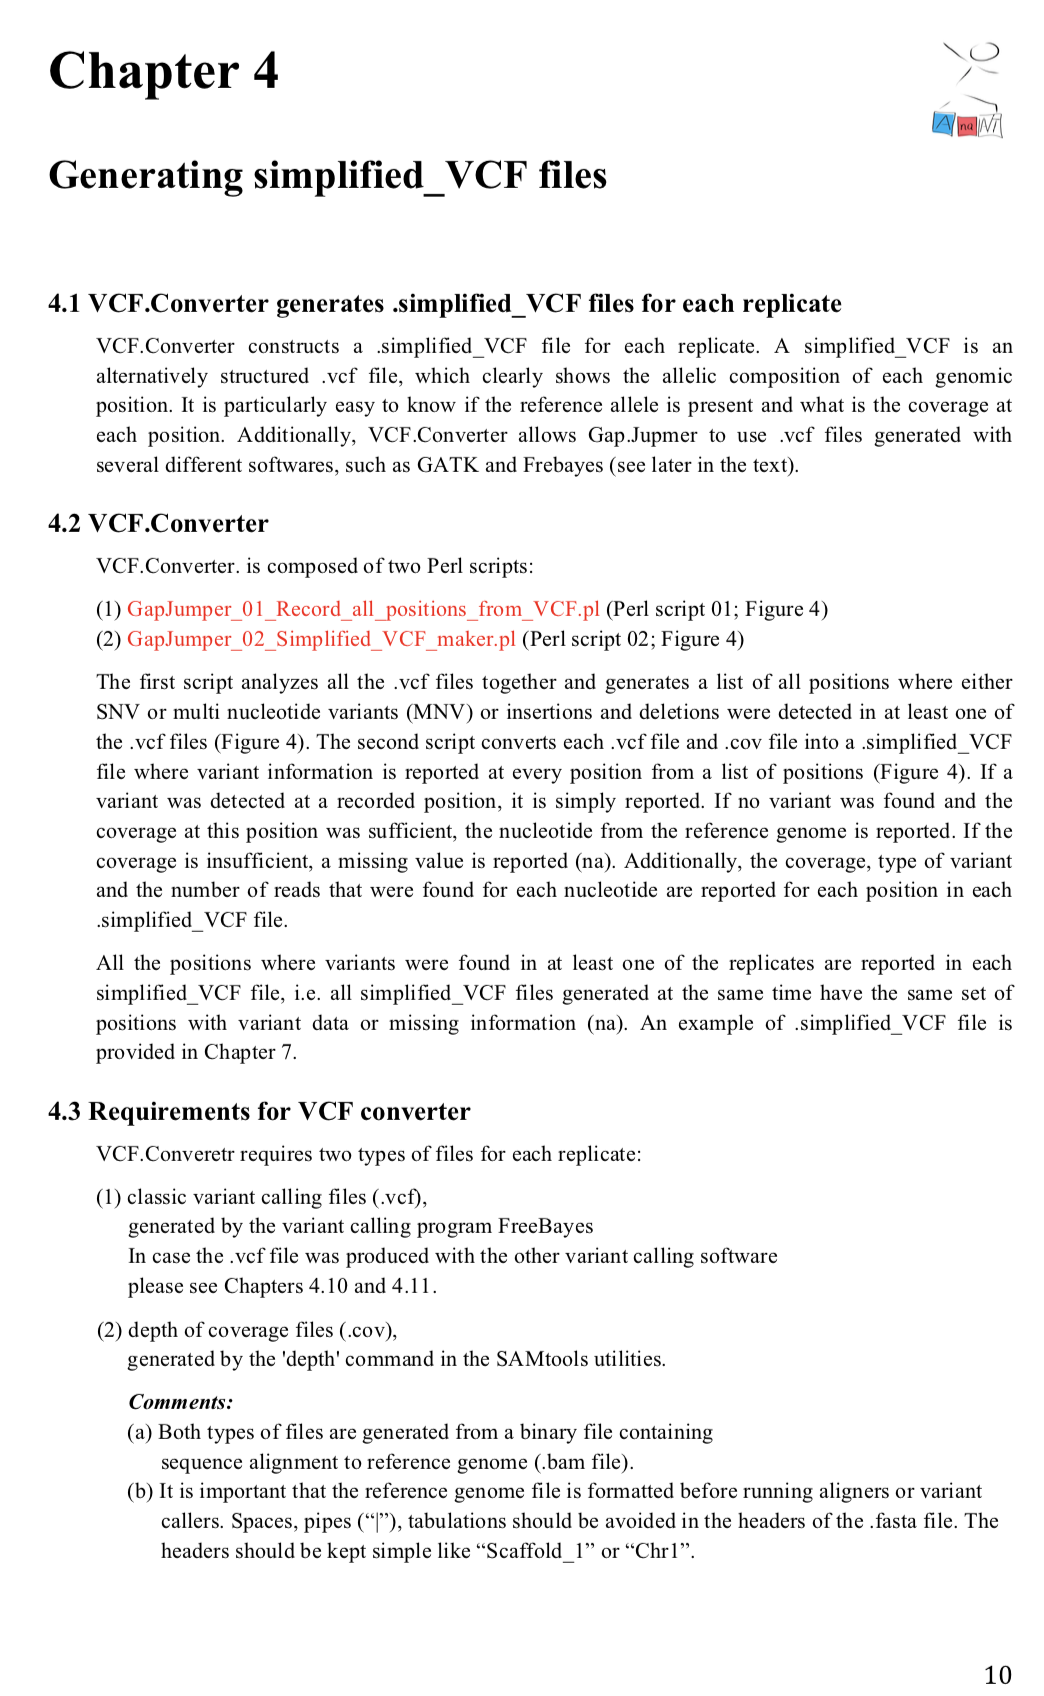 Chapter 4
A na Ni
Generating simplified_VCF files
4.1 VCF.Converter generates .simplified_VCF files for each replicate
VCF.Converter constructs a .simplified_VCF file for each replicate. A simplified_VCF is an
alternatively structured .vcf file, which clearly shows the allelic composition of each genomic
position. It is particularly easy to know if the reference allele is present and what is the coverage at
each position. Additionally, VCF.Converter allows Gap.Jupmer to use .vcf files generated with
several different softwares, such as GATK and Frebayes (see later in the text).
4.2 VCF.Converter
VCF.Converter. is composed of two Perl scripts:
(1) GapJumper_01_Record_all_positions_from_VCF.pl (Perl script 01; Figure 4)
(2) GapJumper_02_Simplified_VCF_maker.pl (Perl script 02; Figure 4)
The first script analyzes all the .vcf files together and generates a list of all positions where either
SNV or multi nucleotide variants (MNV) or insertions and deletions were detected in at least one of
the .vcf files (Figure 4). The second script converts each .vcf file and .cov file into a .simplified_VCF
file where variant information is reported at every position from a list of positions (Figure 4). If a
variant was detected at a recorded position, it is simply reported. If no variant was found and the
coverage at this position was sufficient, the nucleotide from the reference genome is reported. If the
coverage is insufficient, a missing value is reported (na). Additionally, the coverage, type of variant
and the number of reads that were found for each nucleotide are reported for each position in each
.simplified_VCF file.
All the positions where variants were found in at least one of the replicates are reported in each
simplified_VCF file, i.e. all simplified_VCF files generated at the same time have the same set of
positions with variant data or missing information (na). An example of .simplified_VCF file is
provided in Chapter 7.
4.3 Requirements for VCF converter
VCF.Converetr requires two types of files for each replicate:
(1) classic variant calling files (.vcf),
generated by the variant calling program FreeBayes
In case the .vcf file was produced with the other variant calling software
please see Chapters 4.10 and 4.11.
(2) depth of coverage files (.cov),
generated by the 'depth' command in the SAMtools utilities.
Comments:
(a) Both types of files are generated from a binary file containing
sequence alignment to reference genome (.bam file).
(b) It is important that the reference genome file is formatted before running aligners or variant
callers. Spaces, pipes (“|”), tabulations should be avoided in the headers of the .fasta file. The
headers should be kept simple like “Scaffold_1” or “Chr1”.
10